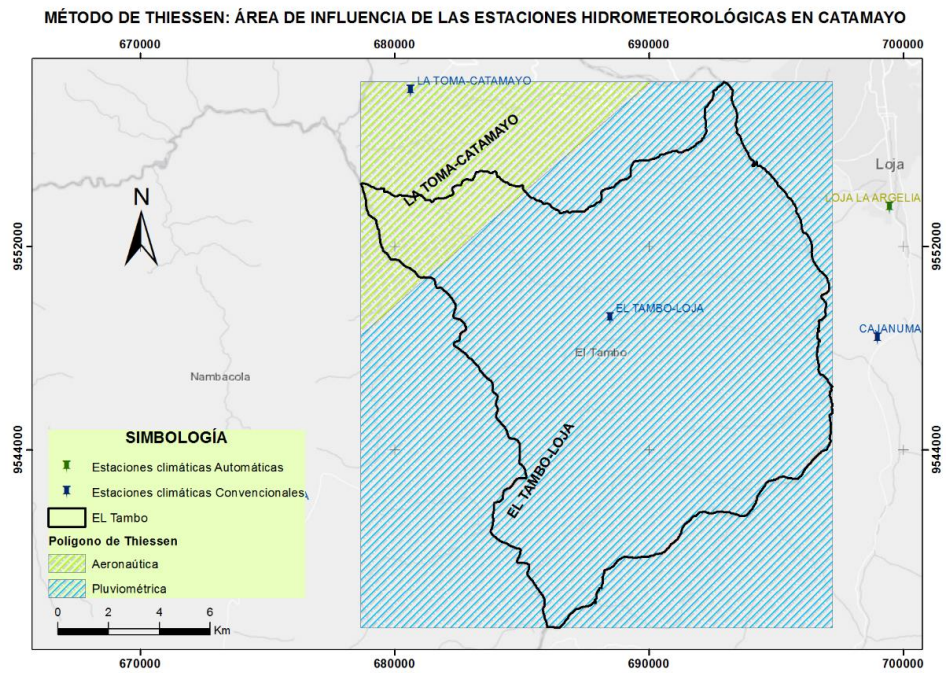 MÉTODO DE THIESSEN: ÁREA DE INFLUENCIA DE LAS ESTACIONES HIDROMETEOROLÓGICAS EN CATAMAYO
670000 680000 690000 700000
LA TOMA-CATAMAYO
LA TOMA-CATAMAYO
Loja
LOJA LA ARGELIA
N
9552000 9552000
EL TAMBO-LOJA
CAJANUMA
El Tambo
Nambacola
EL TAMBO-LOJA
9544000 9544000
SIMBOLOGÍA
Estaciones climáticas Automáticas
Estaciones climáticas Convencionales
EL Tambo
Polígono de Thiessen
Aeronaútica
Pluviométrica
0 2 4 6
Km
670000 680000 690000 700000